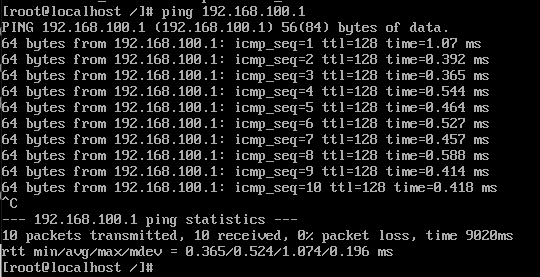 [root@localhost /]# ping 192.168.100.1
PING 192.168.100.1 (192.168.100.1) 56(84) bytes of data.
64 bytes from 192.168.100.1: icmp_seq=1 ttl=128 time=1.07 ms
64 bytes from 192.168.100.1: icmp_seq=2 ttl=128 time=0.392 ms
64 bytes from 192.168.100.1: icmp_seq=3 ttl=128 time=0.365 ms
64 bytes from 192.168.100.1: icmp_seq=4 ttl=128 time=0.544 ms
64 bytes from 192.168.100.1: icmp_seq=5 ttl=128 time=0.464 ms
64 bytes from 192.168.100.1: icmp_seq=6 ttl=128 time=0.527 ms
64 bytes from 192.168.100.1: icmp_seq=7 ttl=128 time=0.457 ms
64 bytes from 192.168.100.1: icmp_seq=8 ttl=128 time=0.588 ms
64 bytes from 192.168.100.1: icmp_seq=9 ttl=128 time=0.414 ms
64 bytes from 192.168.100.1: icmp_seq=10 ttl=128 time=0.418 ms
^C
--- 192.168.100.1 ping statistics ---
10 packets transmitted, 10 received, 0% packet loss, time 9020ms
rtt min/avg/max/mdev = 0.365/0.524/1.074/0.196 ms
[root@localhost /]#